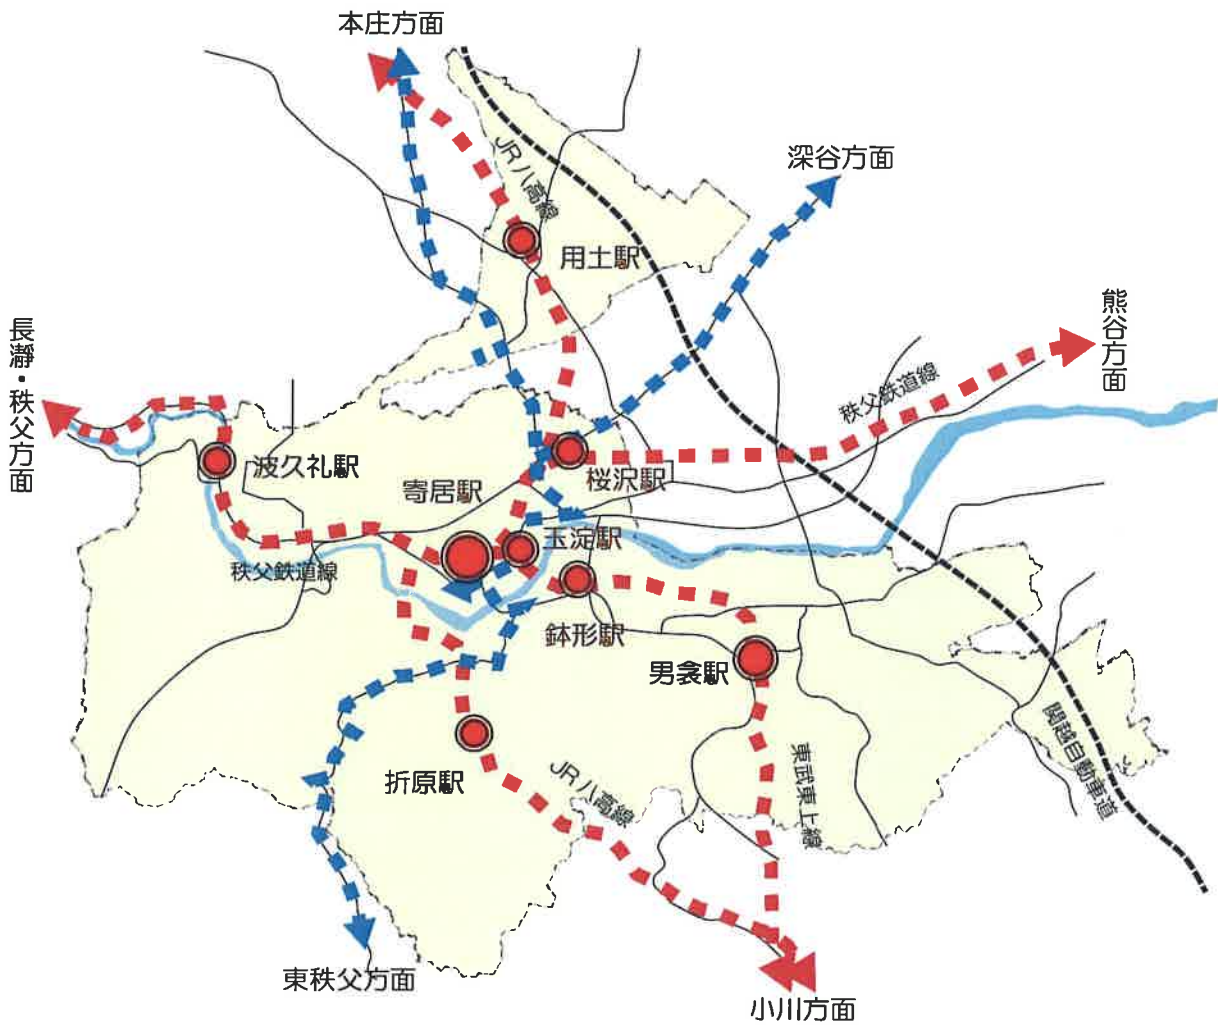 本庄方面
深谷方面
JR八高線
用土駅
熊谷方面
長瀞・秩父方面
秩父鉄道線
波久礼駅
寄居駅
桜沢駅
玉淀駅
秩父鉄道線
鉢形駅
男衾駅
関越自動車道
東武東上線
折原駅
JR八高線
東秩父方面
小川方面